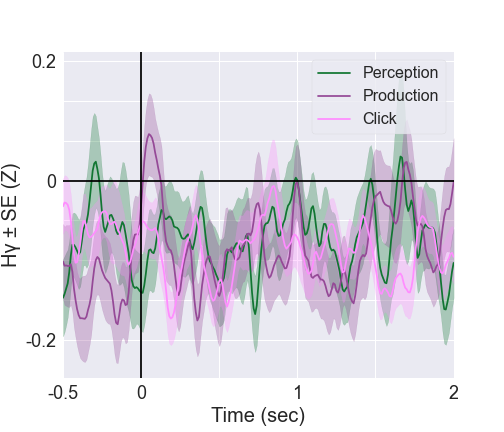 0.2
0
-0.2
Hγ ± SE (Z)
Perception
Production
Click
-0.5 0 1 2
Time (sec)